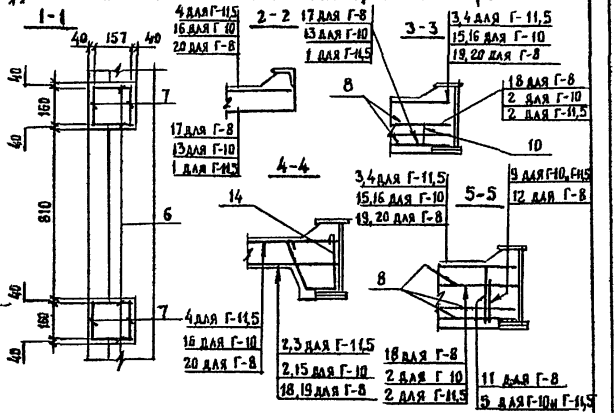 1-1
40 157 40
40
160
40
810
40
160
40
7
6
7
4 для Г-11,5
16 для Г 10
20 для Г-8
2-2
17 для Г-8
13 для Г-10
1 для Г-11,5
17 для Г-8
13 для Г-10
1 для Г-11,5
3-3
3,4 для Г-11,5
15,16 для Г-10
19,20 для Г-8
8
18 для Г-8
2 для Г-10
2 для Г-11,5
10
4-4
14
4 для Г-11,5
16 для Г-10
20 для Г-8
2,3 для Г-11,5
2,15 для Г-10
18,19 для Г-8
3,4 для Г-11,5
15,16 для Г-10
19,20 для Г-8
5-5
9 для Г-10 и Г-11,5
12 для Г-8
8
18 для Г-8
2 для Г 10
2 для Г-11,5
11 для Г-8
5 для Г-10 и Г-11,5